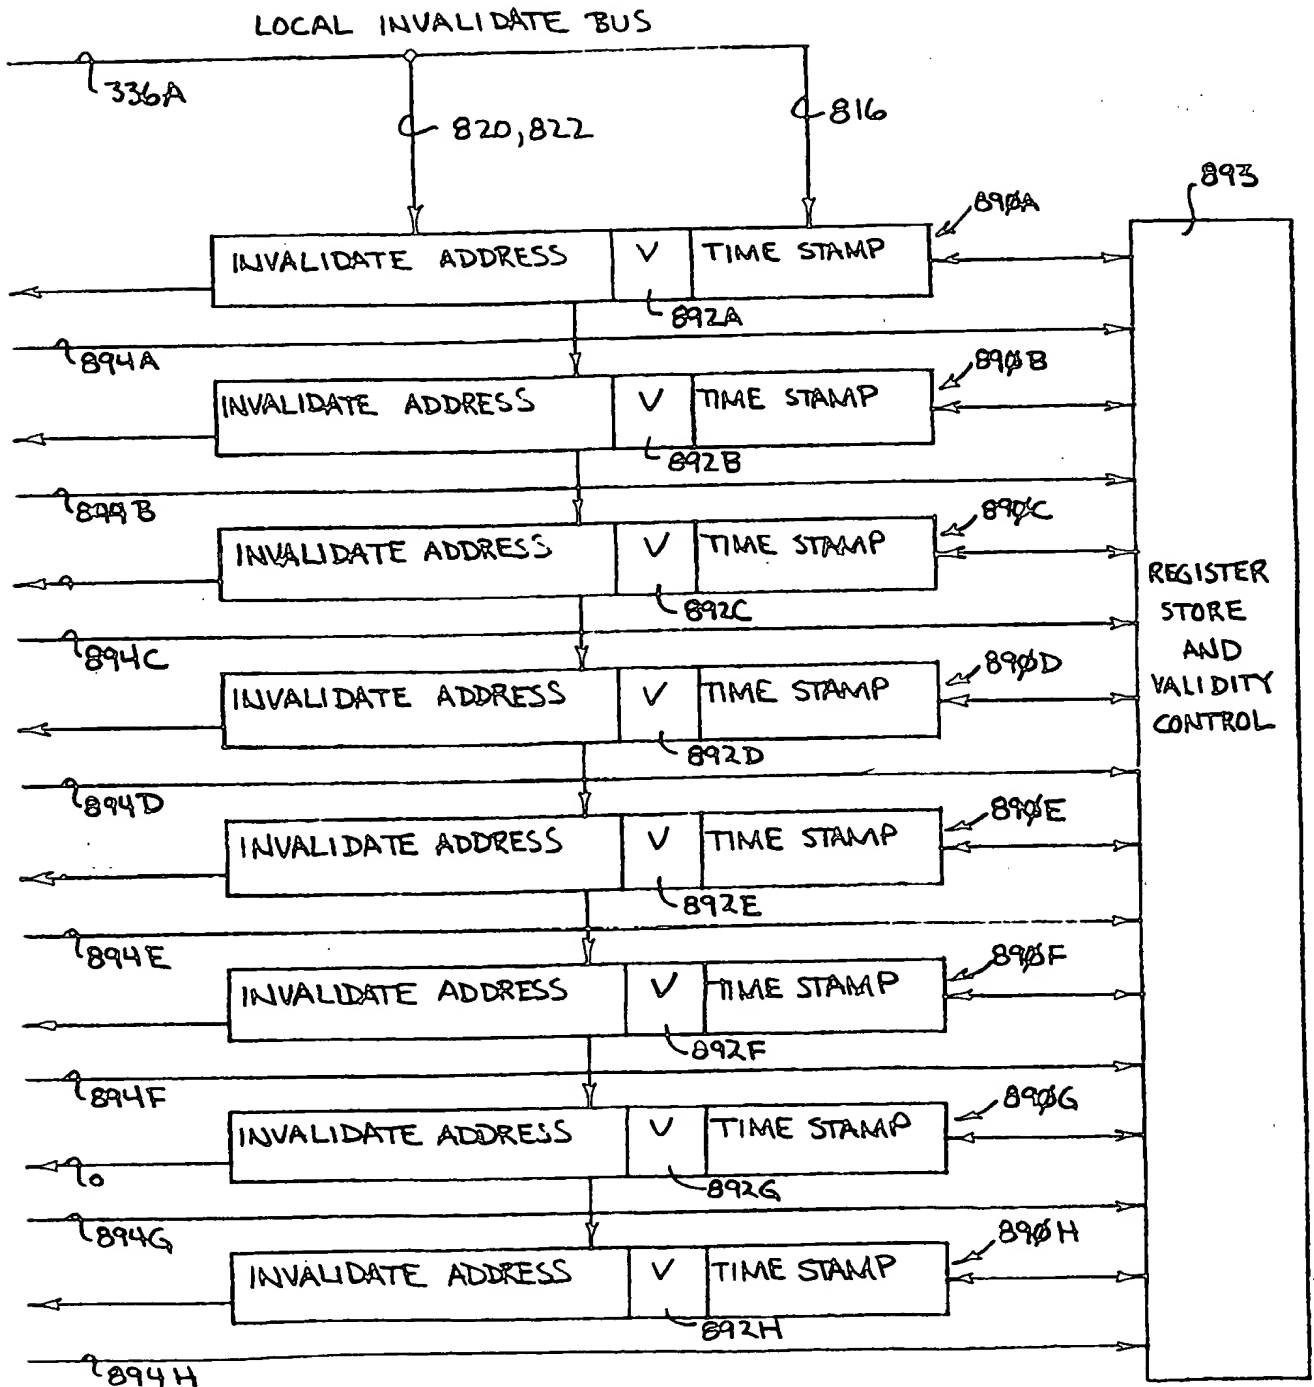 LOCAL INVALIDATE BUS
336A
820,822
816
893
890A
INVALIDATE ADDRESS V TIME STAMP
892A
894A
890B
INVALIDATE ADDRESS V TIME STAMP
892B
894B
890C
INVALIDATE ADDRESS V TIME STAMP
892C
894C
890D
INVALIDATE ADDRESS V TIME STAMP
892D
894D
REGISTER
STORE
AND
VALIDITY
CONTROL
890E
INVALIDATE ADDRESS V TIME STAMP
892E
894E
890F
INVALIDATE ADDRESS V TIME STAMP
892F
894F
890G
INVALIDATE ADDRESS V TIME STAMP
892G
894G
890H
INVALIDATE ADDRESS V TIME STAMP
892H
894H